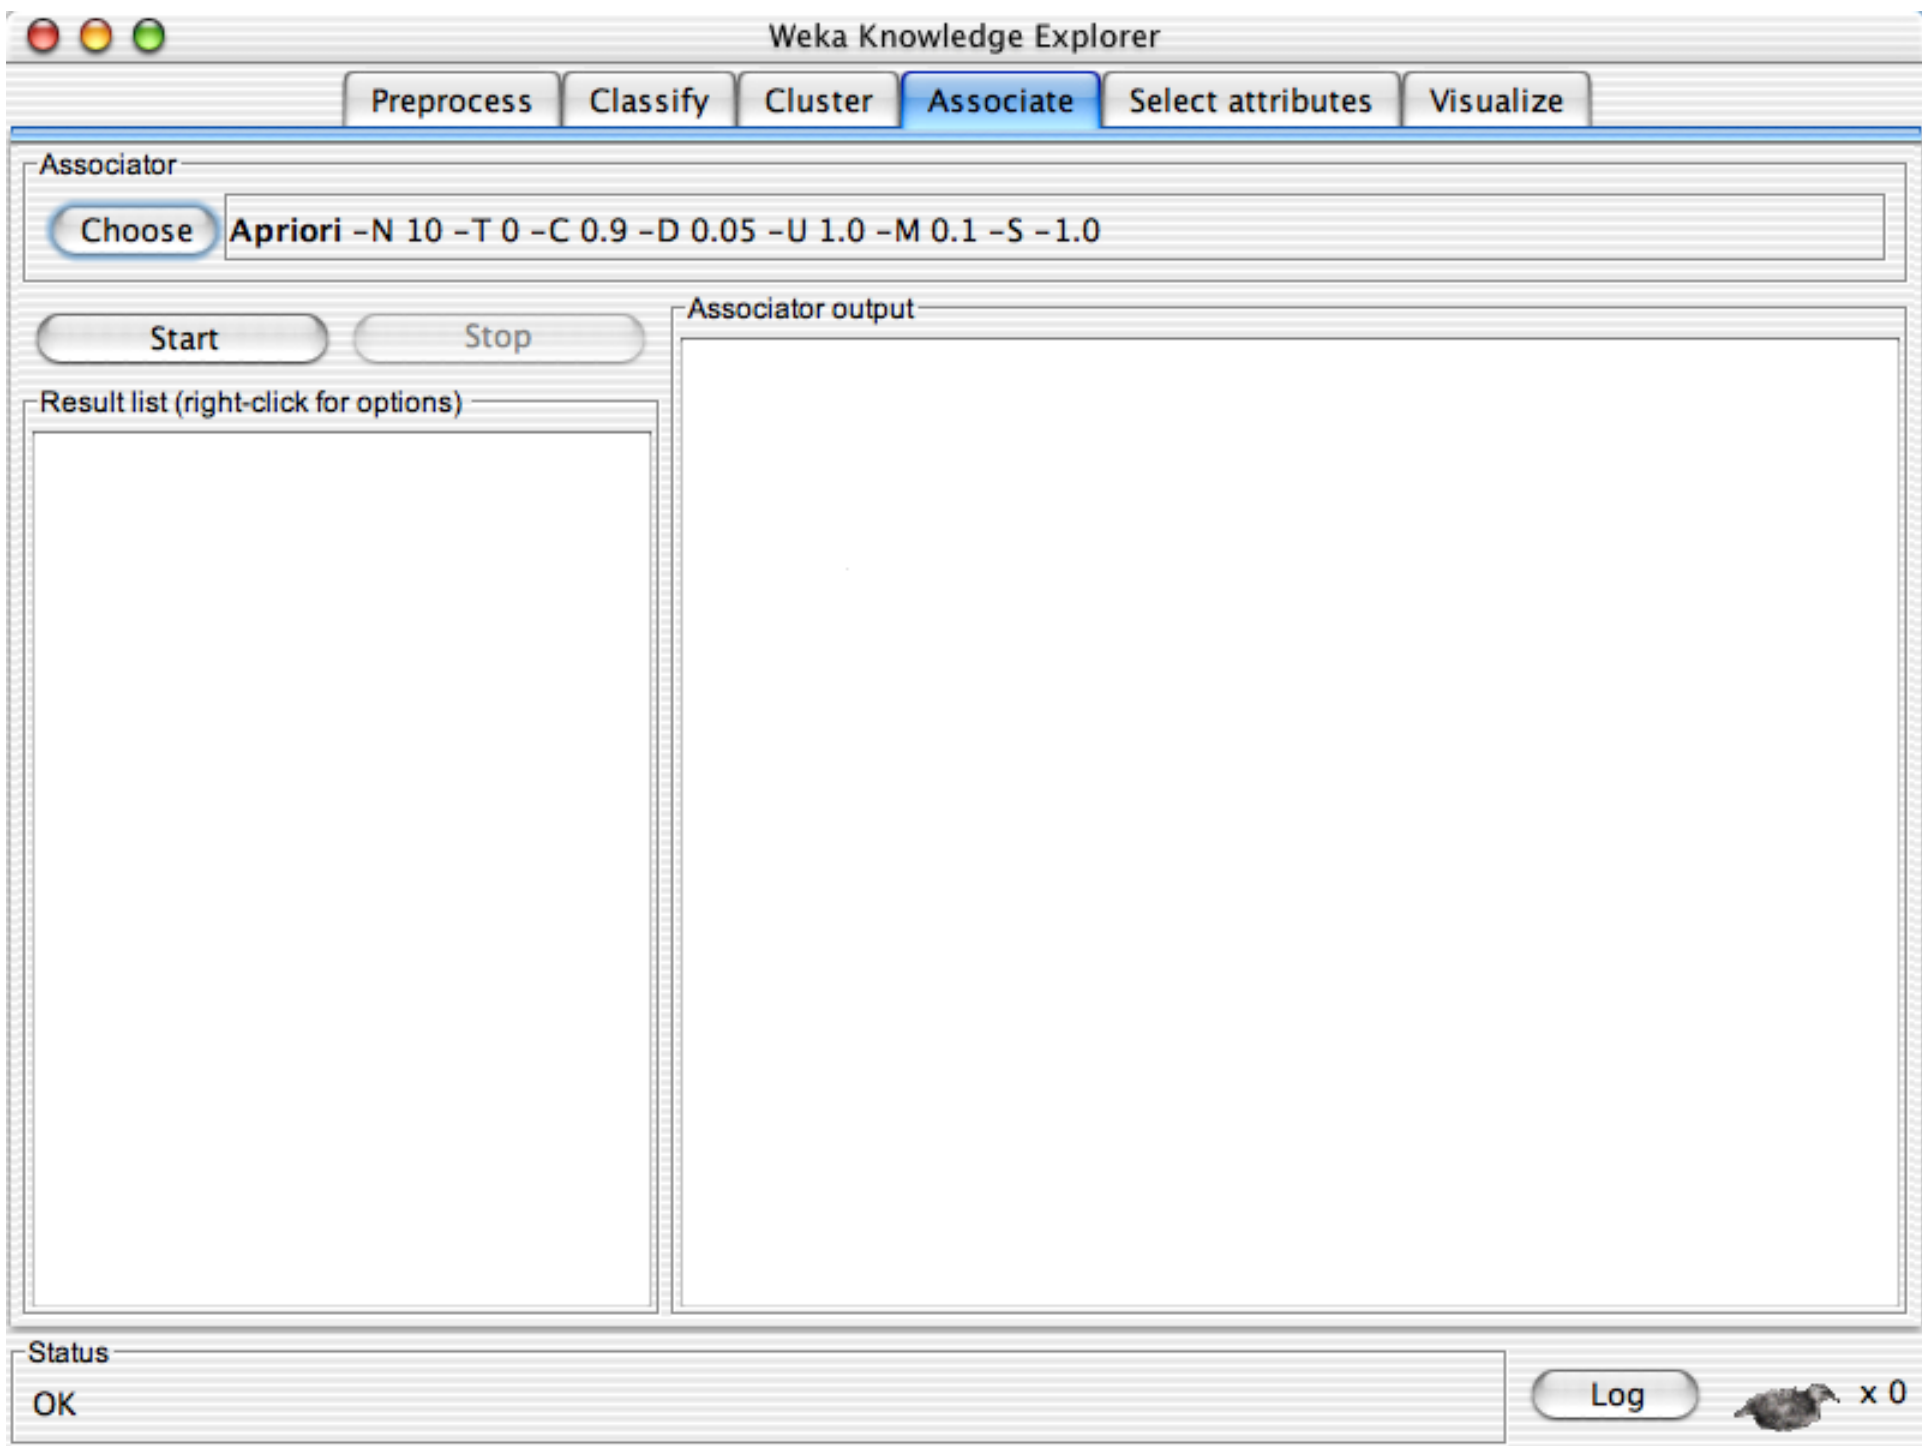 Weka Knowledge Explorer
Preprocess Classify Cluster Associate Select attributes Visualize
Associator
Choose Apriori –N 10 –T 0 –C 0.9 –D 0.05 –U 1.0 –M 0.1 –S –1.0
Start Stop
Associator output
Result list (right-click for options)
Status
OK
Log x 0